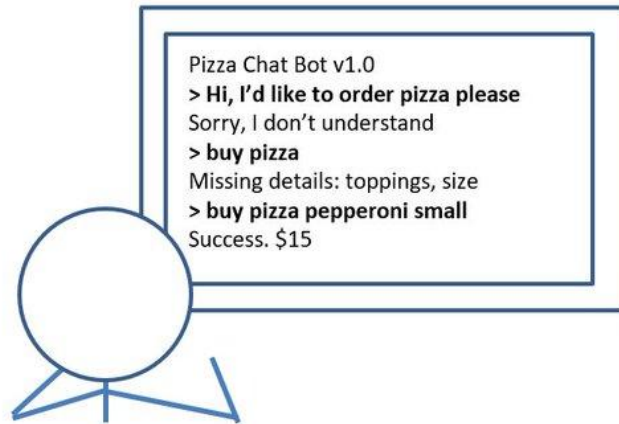 Pizza Chat Bot v1.0
> Hi, I’d like to order pizza please
Sorry, I don’t understand
> buy pizza
Missing details: toppings, size
> buy pizza pepperoni small
Success. $15